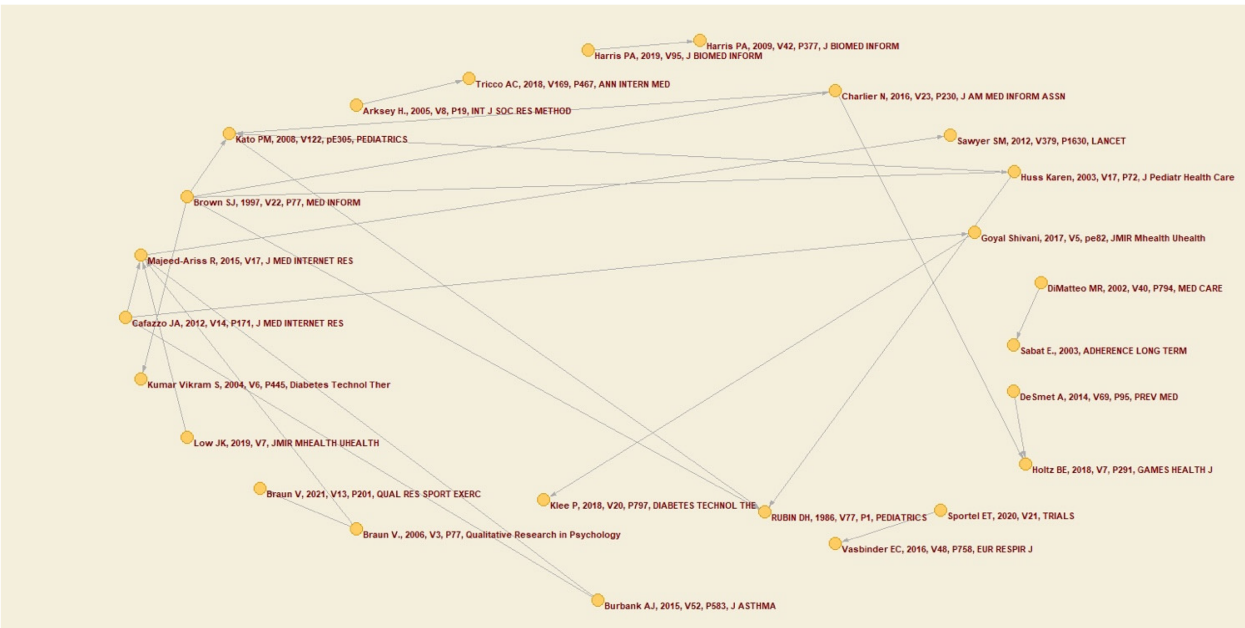 Harris PA, 2009, V42, P377, J BIOMED INFORM
Harris PA, 2019, V95, J BIOMED INFORM
Tricco AC, 2018, V169, P467, ANN INTERN MED
Charlier N, 2016, V23, P230, J AM MED INFORM ASSN
Arksey H., 2005, V8, P19, INT J SOC RES METHOD
Kato PM, 2008, V122, pE305, PEDIATRICS
Sawyer SM, 2012, V379, P1630, LANCET
Huss Karen, 2003, V17, P72, J Pediatr Health Care
Brown SJ, 1997, V22, P77, MED INFORM
Goyal Shivani, 2017, V5, pe82, JMIR Mhealth Uhealth
Majeed-Ariss R, 2015, V17, J MED INTERNET RES
DiMatteo MR, 2002, V40, P794, MED CARE
Cafazzo JA, 2012, V14, P171, J MED INTERNET RES
Sabat E., 2003, ADHERENCE LONG TERM
Kumar Vikram S, 2004, V6, P445, Diabetes Technol Ther
DeSmet A, 2014, V69, P95, PREV MED
Low JK, 2019, V7, JMIR MHEALTH UHEALTH
Holtz BE, 2018, V7, P291, GAMES HEALTH J
Braun V, 2021, V13, P201, QUAL RES SPORT EXERC
Klee P, 2018, V20, P797, DIABETES TECHNOL THE
RUBIN DH, 1986, V77, P1, PEDIATRICS
Sportel ET, 2020, V21, TRIALS
Braun V., 2006, V3, P77, Qualitative Research in Psychology
Vasbinder EC, 2016, V48, P758, EUR RESPIR J
Burbank AJ, 2015, V52, P583, J ASTHMA